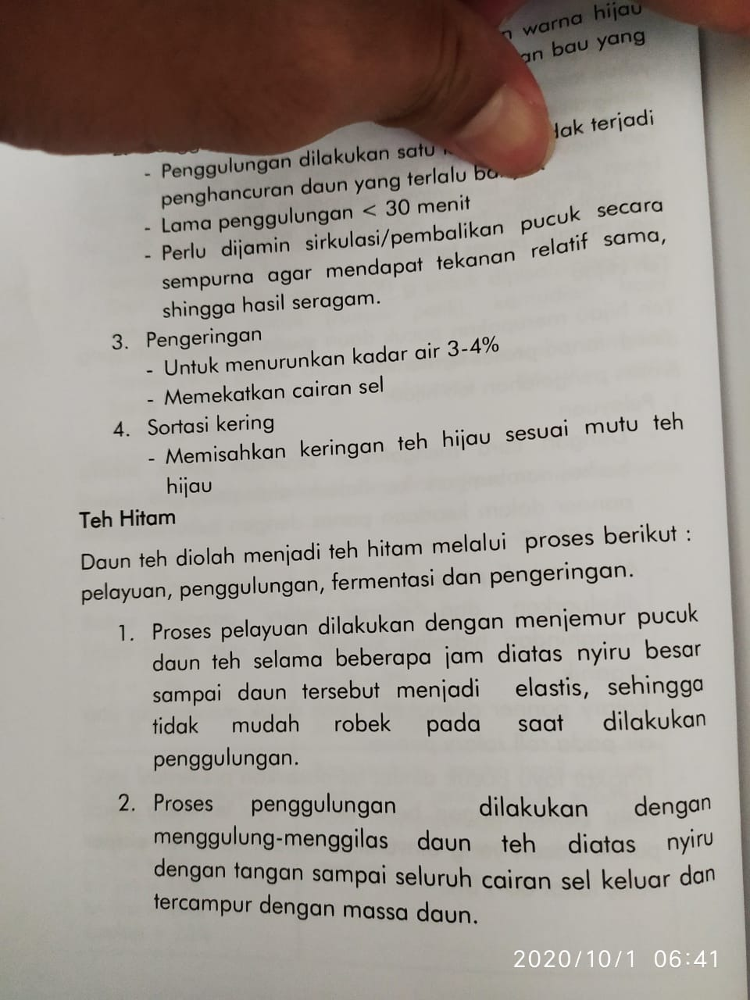 warna hijau
an bau yang
dak terjadi
- Penggulungan dilakukan satu
penghancuran daun yang terlalu
- Lama penggulungan < 30 menit
- Perlu dijamin sirkulasi/pembalikan pucuk secara
sempurna agar mendapat tekanan relatif sama,
shingga hasil seragam.
3. Pengeringan
- Untuk menurunkan kadar air 3-4%
- Memekatkan cairan sel
4. Sortasi kering
- Memisahkan keringan teh hijau sesuai mutu teh
hijau
Teh Hitam
Daun teh diolah menjadi teh hitam melalui proses berikut :
pelayuan, penggulungan, fermentasi dan pengeringan.
1. Proses pelayuan dilakukan dengan menjemur pucuk
daun teh selama beberapa jam diatas nyiru besar
sampai daun tersebut menjadi elastis, sehingga
tidak mudah robek pada saat dilakukan
penggulungan.
2. Proses penggulungan dilakukan dengan
menggulung-menggilas daun teh diatas nyiru
dengan tangan sampai seluruh cairan sel keluar dan
tercampur dengan massa daun.
2020/10/1 06:41